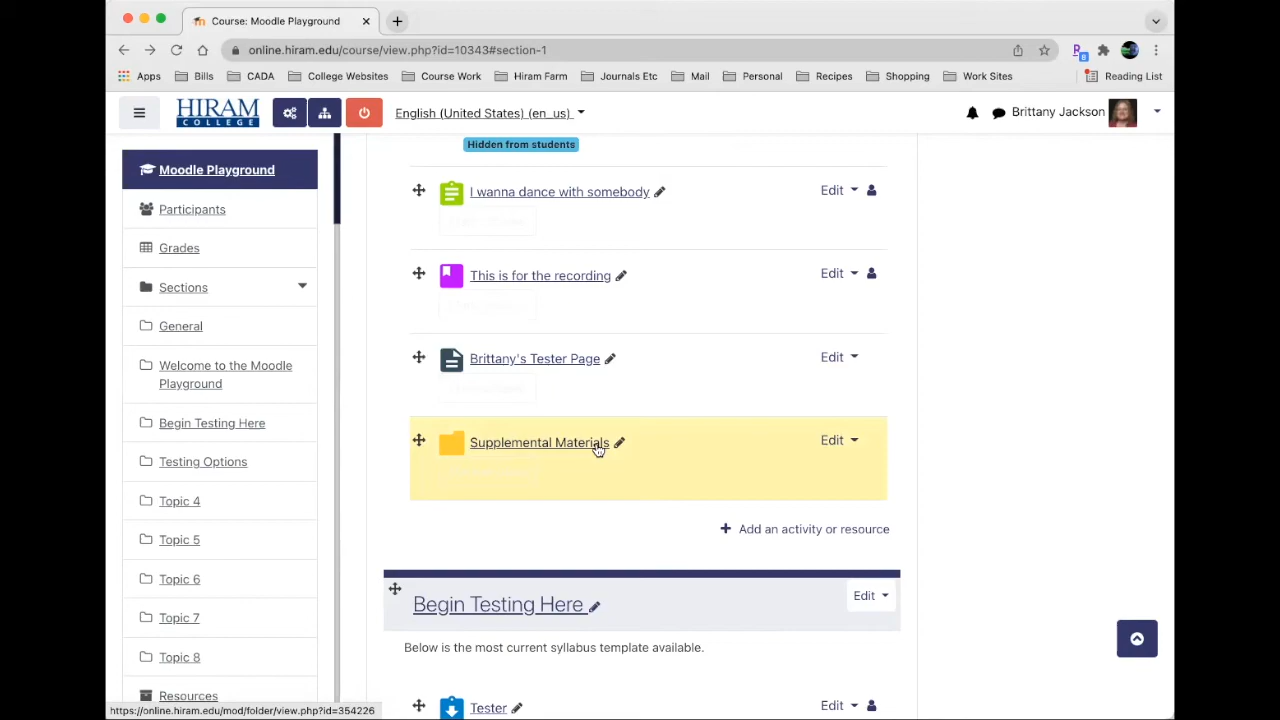 Course: Moodle Playground
online.hiram.edu/course/view.php?id=10343#section-1
Apps Bills CADA College Websites Course Work Hiram Farm Journals Etc Mail Personal Recipes Shopping Work Sites Reading List
HIRAM
COLLEGE
English (United States) (en_us)
Brittany Jackson
Moodle Playground
Participants
Grades
Sections
General
Welcome to the Moodle
Playground
Begin Testing Here
Testing Options
Topic 4
Topic 5
Topic 6
Topic 7
Topic 8
Resources
Hidden from students
I wanna dance with somebody Edit
This is for the recording Edit
Brittany's Tester Page Edit
Supplemental Materials Edit
Add an activity or resource
Begin Testing Here Edit
Below is the most current syllabus template available.
Tester Edit
https://online.hiram.edu/mod/folder/view.php?id=354226